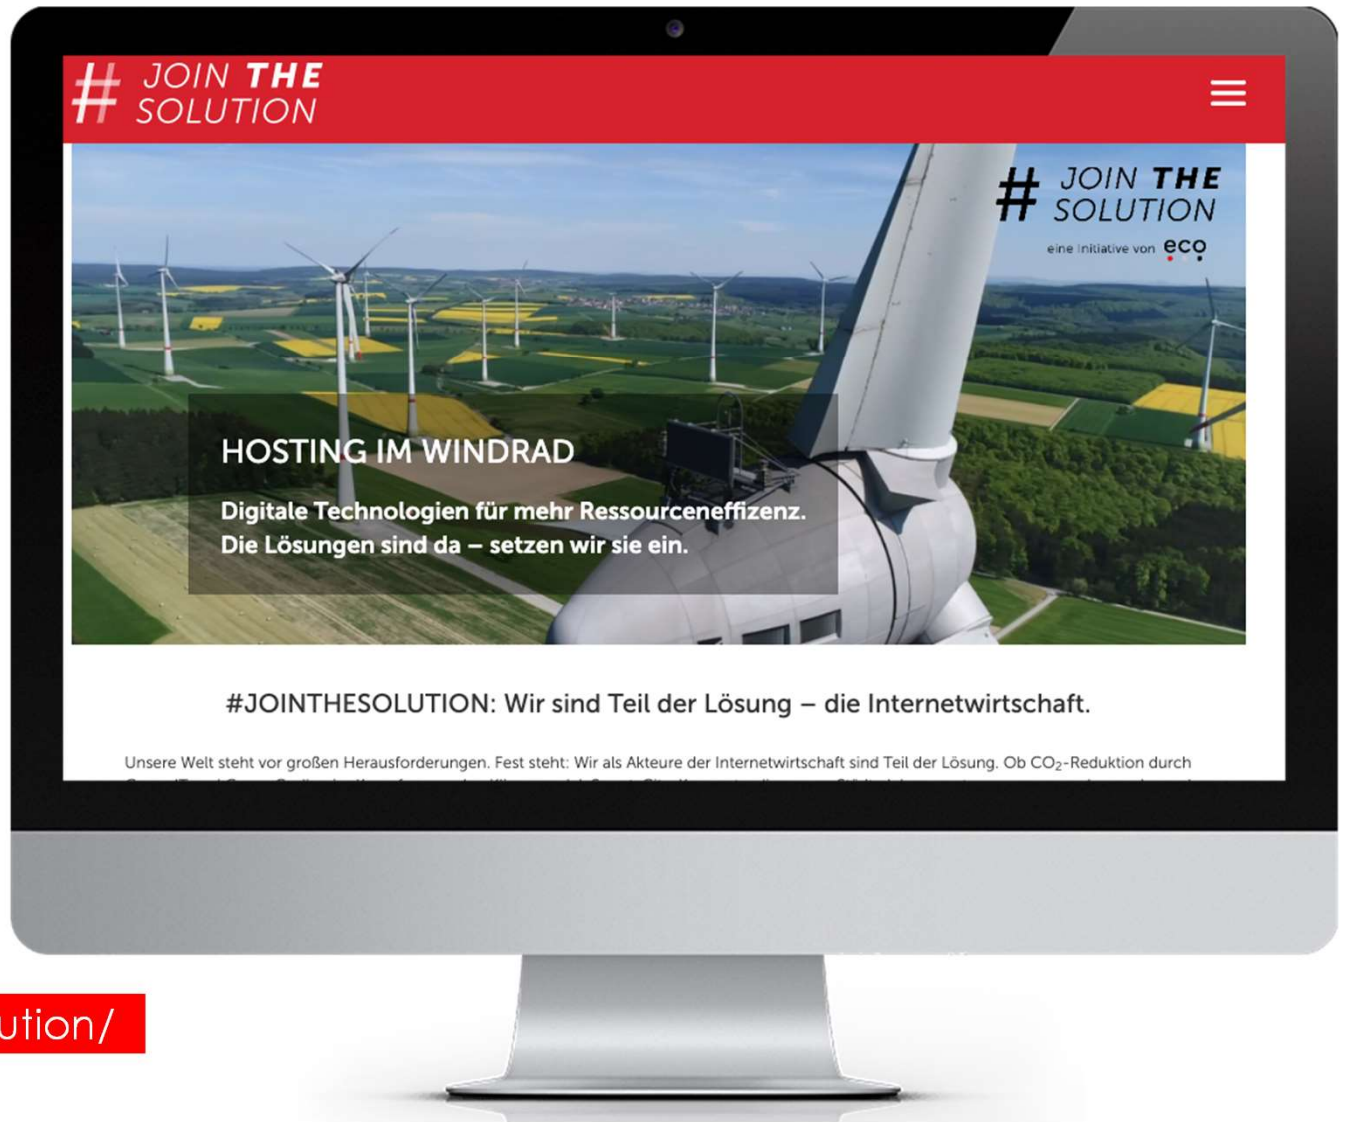 # JOIN THE
SOLUTION
# JOIN THE
SOLUTION
eine Initiative von eco
HOSTING IM WINDRAD
Digitale Technologien für mehr Ressourceneffizenz.
Die Lösungen sind da – setzen wir sie ein.
#JOINTHESOLUTION: Wir sind Teil der Lösung – die Internetwirtschaft.
Unsere Welt steht vor großen Herausforderungen. Fest steht: Wir als Akteure der Internetwirtschaft sind Teil der Lösung. Ob CO₂-Reduktion durch
ution/